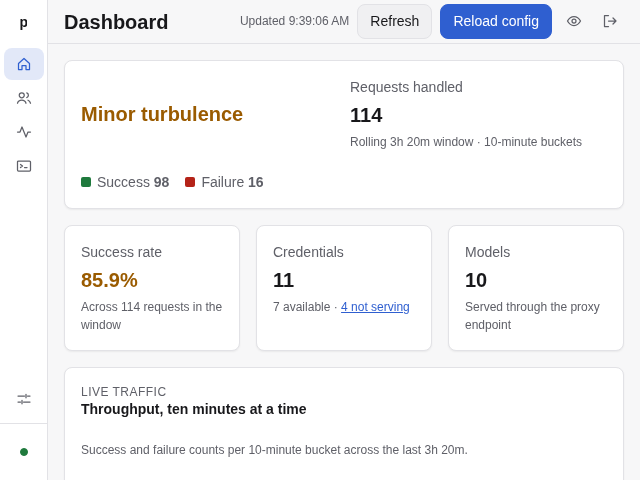 p
Dashboard
Updated 9:39:06 AM
Refresh
Reload config
Minor turbulence
Requests handled
114
Rolling 3h 20m window · 10-minute buckets
Success 98
Failure 16
Success rate
85.9%
Across 114 requests in the
window
Credentials
11
7 available · 4 not serving
Models
10
Served through the proxy
endpoint
LIVE TRAFFIC
Throughput, ten minutes at a time
Success and failure counts per 10-minute bucket across the last 3h 20m.